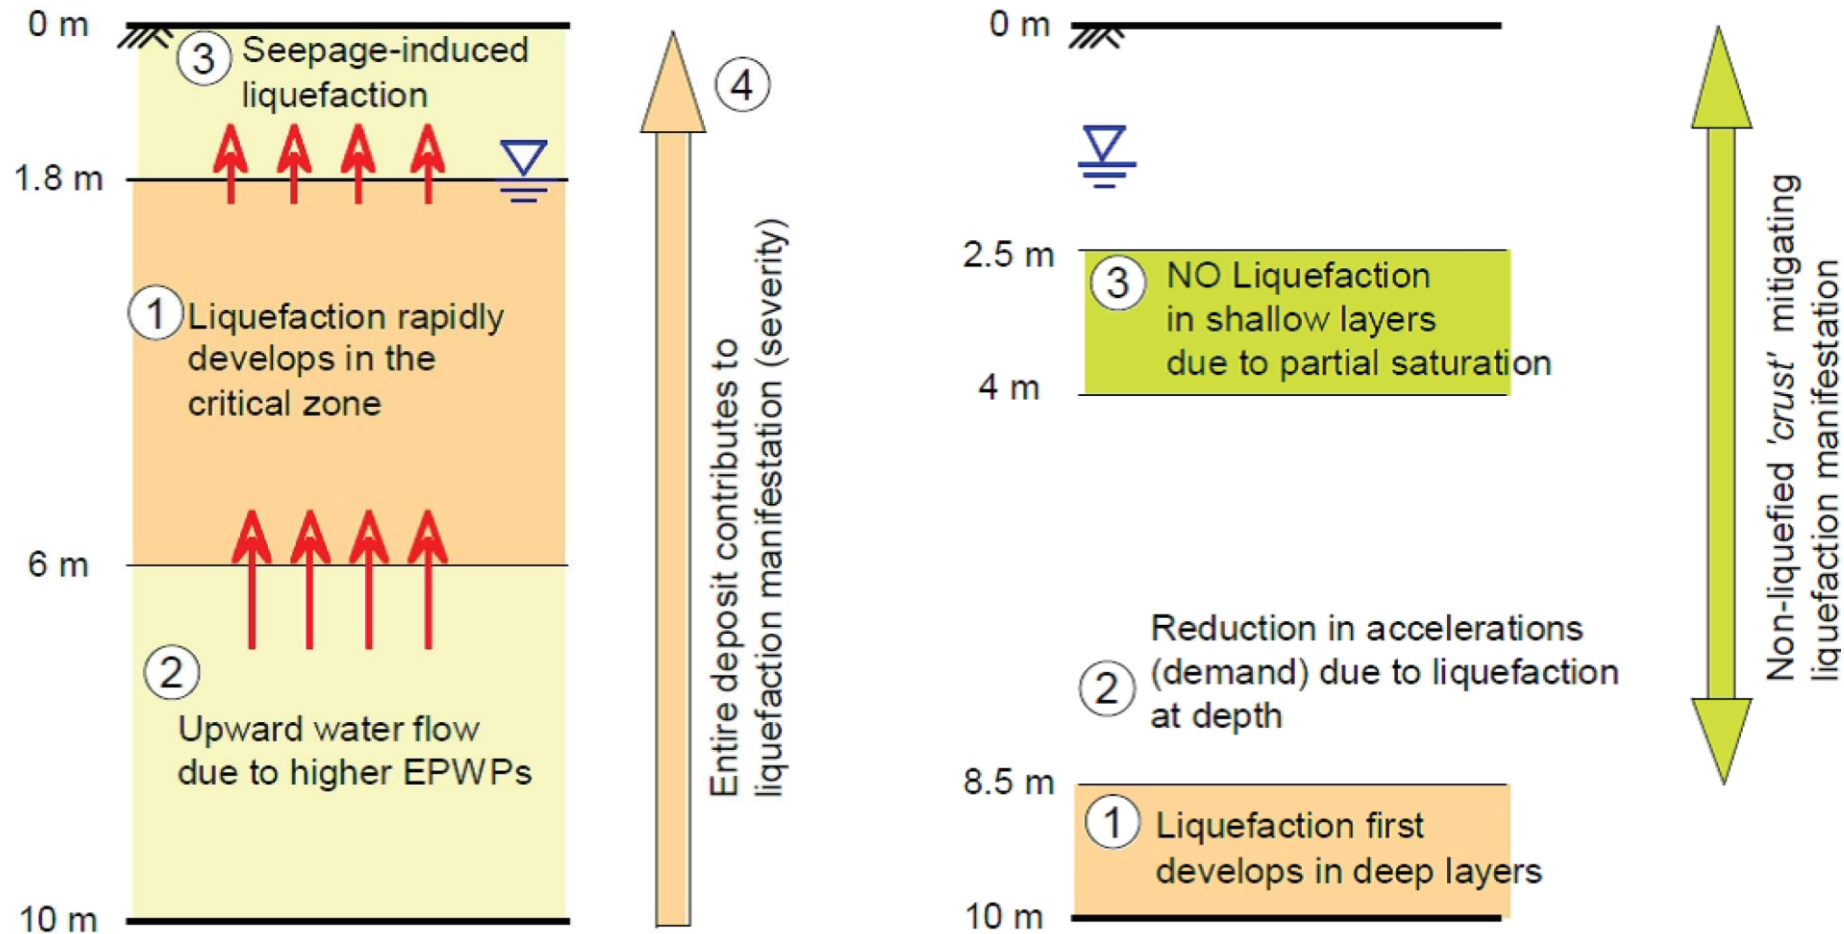 0 m
3
Seepage-induced
liquefaction
1.8 m
1
Liquefaction rapidly
develops in the
critical zone
6 m
2
Upward water flow
due to higher EPWPs
10 m
4
Entire deposit contributes to
liquefaction manifestation (severity)
0 m
2.5 m
3
NO Liquefaction
in shallow layers
due to partial saturation
4 m
2
Reduction in accelerations
(demand) due to liquefaction
at depth
8.5 m
1
Liquefaction first
develops in deep layers
10 m
Non-liquefied 'crust' mitigating
liquefaction manifestation